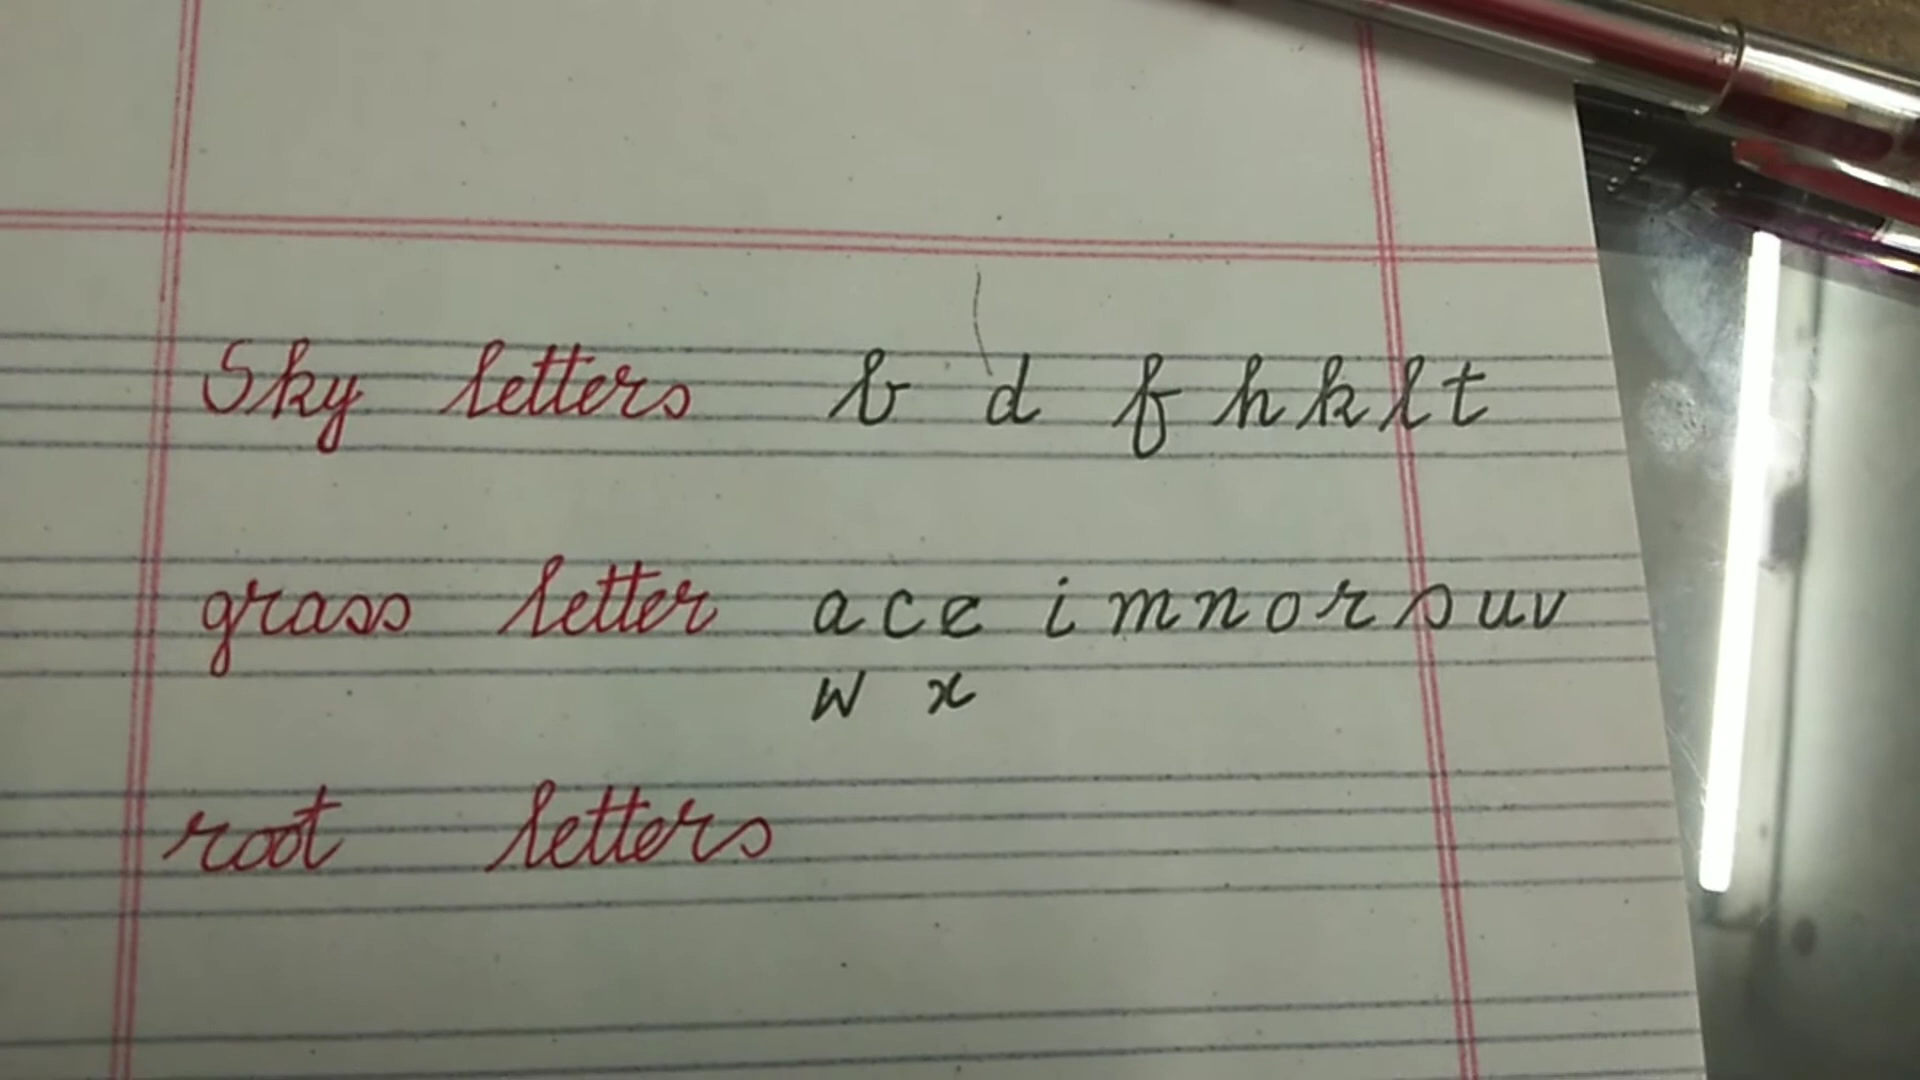 Sky letters b d f h k l t
grass letter a c e i m n o r s u v
w x
root letters